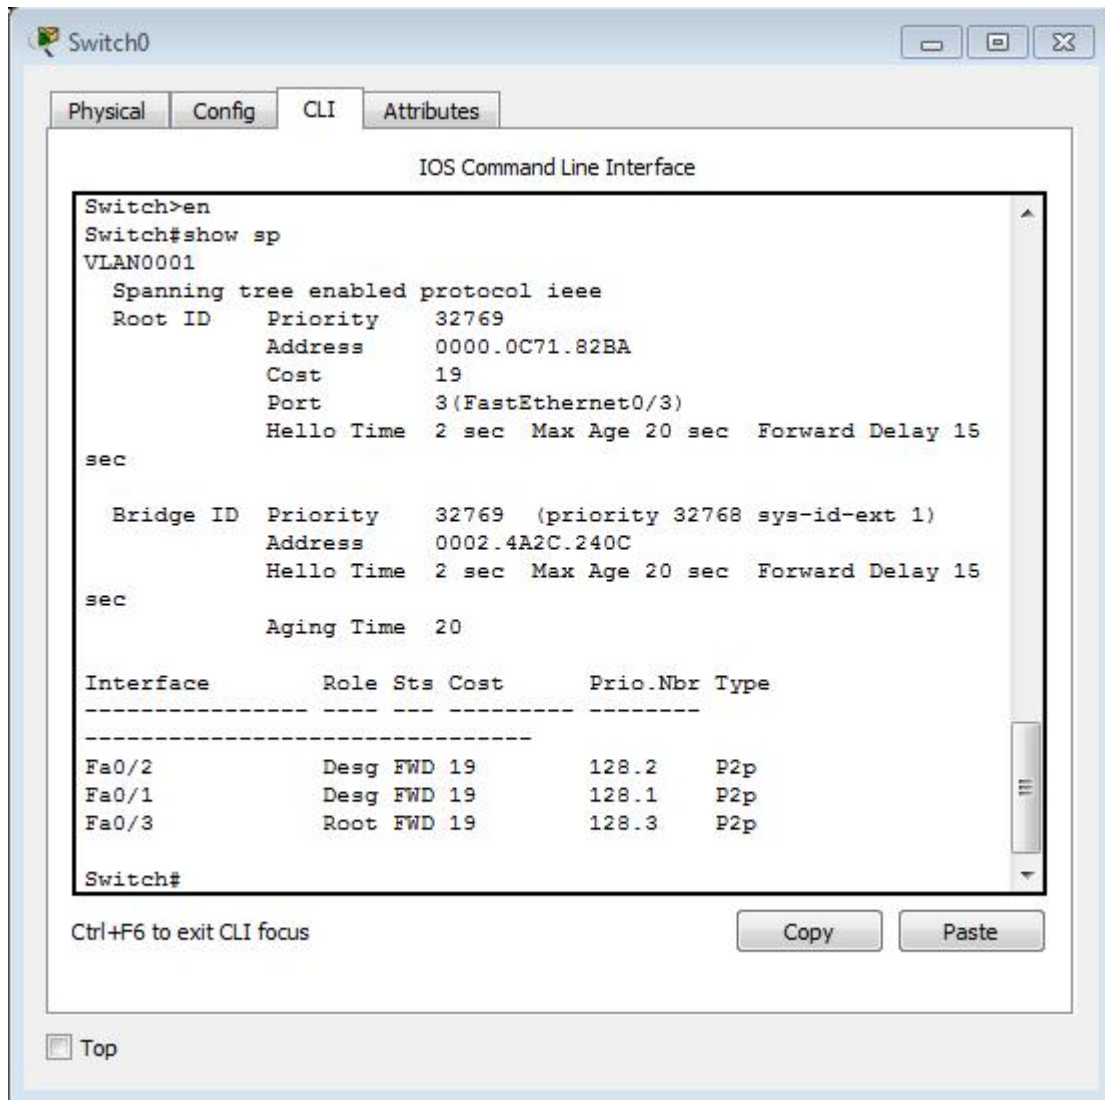 Switch0
Physical Config CLI Attributes
IOS Command Line Interface
Switch>en
Switch#show sp
VLAN0001
  Spanning tree enabled protocol ieee
  Root ID    Priority    32769
             Address     0000.0C71.82BA
             Cost        19
             Port        3(FastEthernet0/3)
             Hello Time  2 sec  Max Age 20 sec  Forward Delay 15
sec

  Bridge ID  Priority    32769  (priority 32768 sys-id-ext 1)
             Address     0002.4A2C.240C
             Hello Time  2 sec  Max Age 20 sec  Forward Delay 15
sec
             Aging Time  20

Interface        Role Sts Cost      Prio.Nbr Type
---------------- ---- --- --------- --------
--------------------------------
Fa0/2            Desg FWD 19        128.2    P2p
Fa0/1            Desg FWD 19        128.1    P2p
Fa0/3            Root FWD 19        128.3    P2p

Switch#
Ctrl+F6 to exit CLI focus Copy Paste
Top